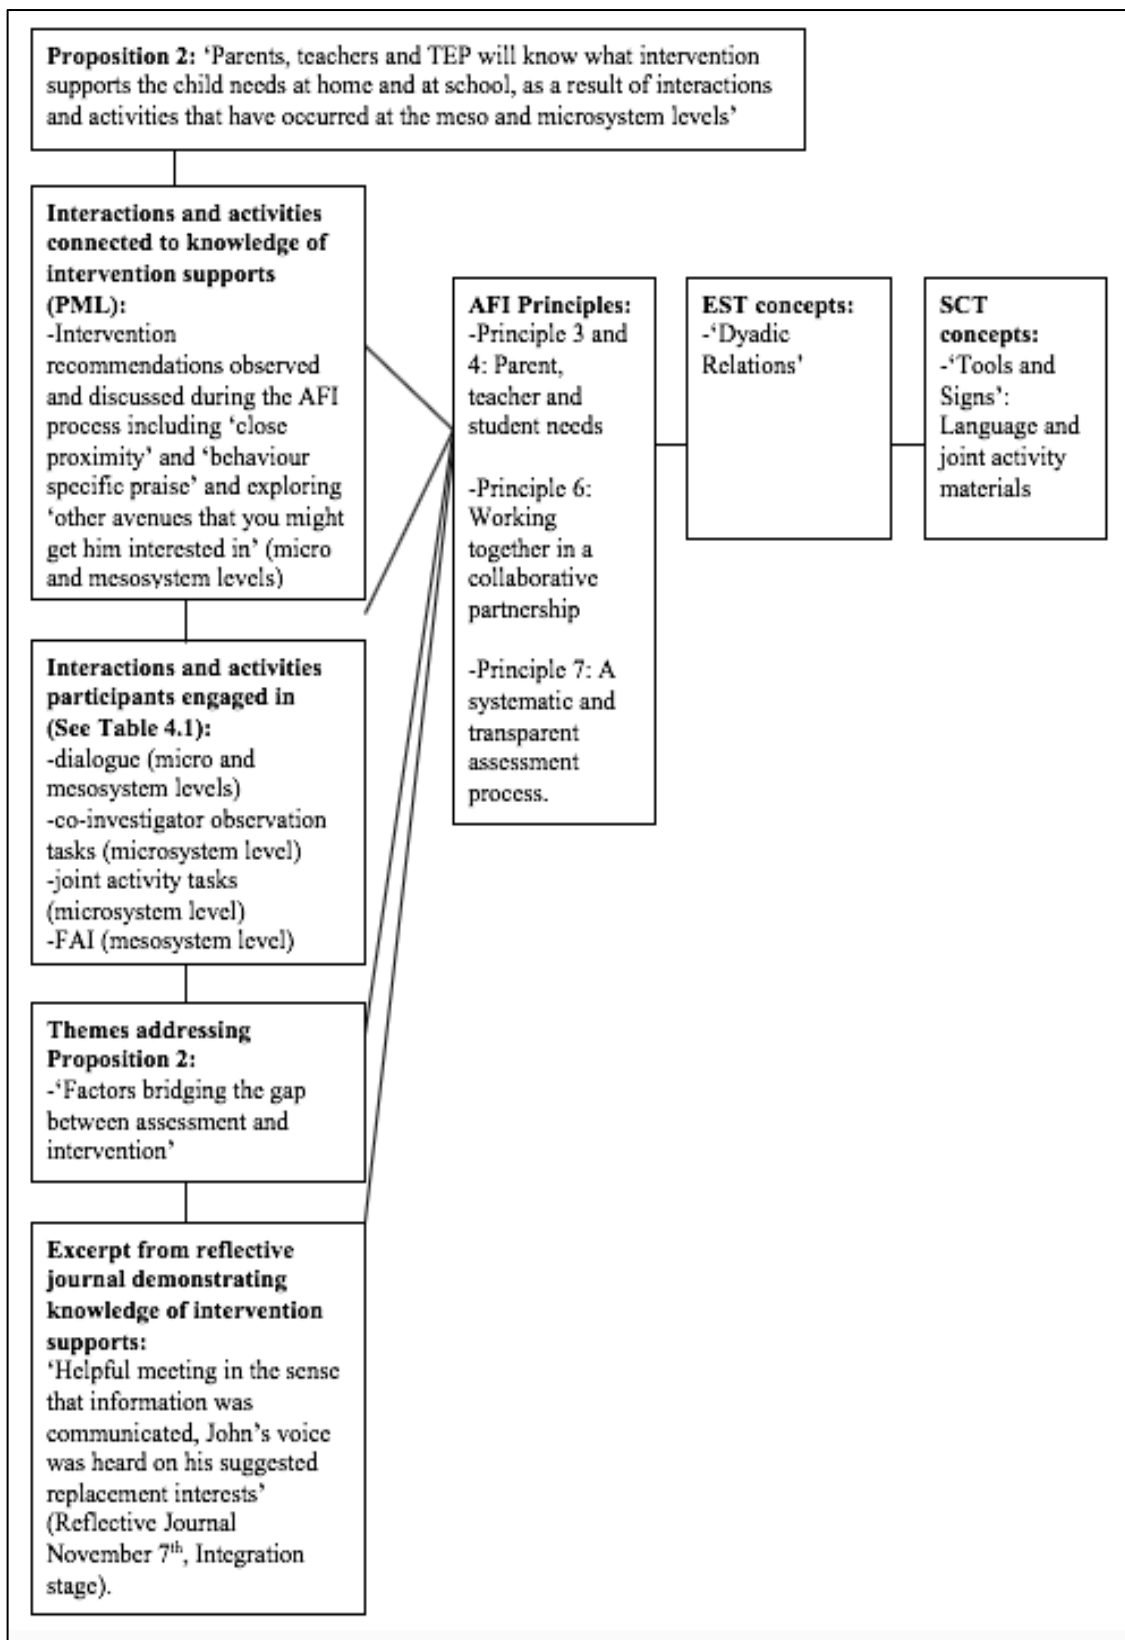 Proposition 2: ‘Parents, teachers and TEP will know what intervention
supports the child needs at home and at school, as a result of interactions
and activities that have occurred at the meso and microsystem levels’
Interactions and activities
connected to knowledge of
intervention supports
(PML):
-Intervention
recommendations observed
and discussed during the AFI
process including ‘close
proximity’ and ‘behaviour
specific praise’ and exploring
‘other avenues that you might
get him interested in’ (micro
and mesosystem levels)
Interactions and activities
participants engaged in
(See Table 4.1):
-dialogue (micro and
mesosystem levels)
-co-investigator observation
tasks (microsystem level)
-joint activity tasks
(microsystem level)
-FAI (mesosystem level)
Themes addressing
Proposition 2:
-‘Factors bridging the gap
between assessment and
intervention’
Excerpt from reflective
journal demonstrating
knowledge of intervention
supports:
‘Helpful meeting in the sense
that information was
communicated, John’s voice
was heard on his suggested
replacement interests’
(Reflective Journal
November 7th, Integration
stage).
AFI Principles:
-Principle 3 and
4: Parent,
teacher and
student needs
-Principle 6:
Working
together in a
collaborative
partnership
-Principle 7: A
systematic and
transparent
assessment
process.
EST concepts:
-‘Dyadic
Relations’
SCT
concepts:
-‘Tools and
Signs’:
Language and
joint activity
materials